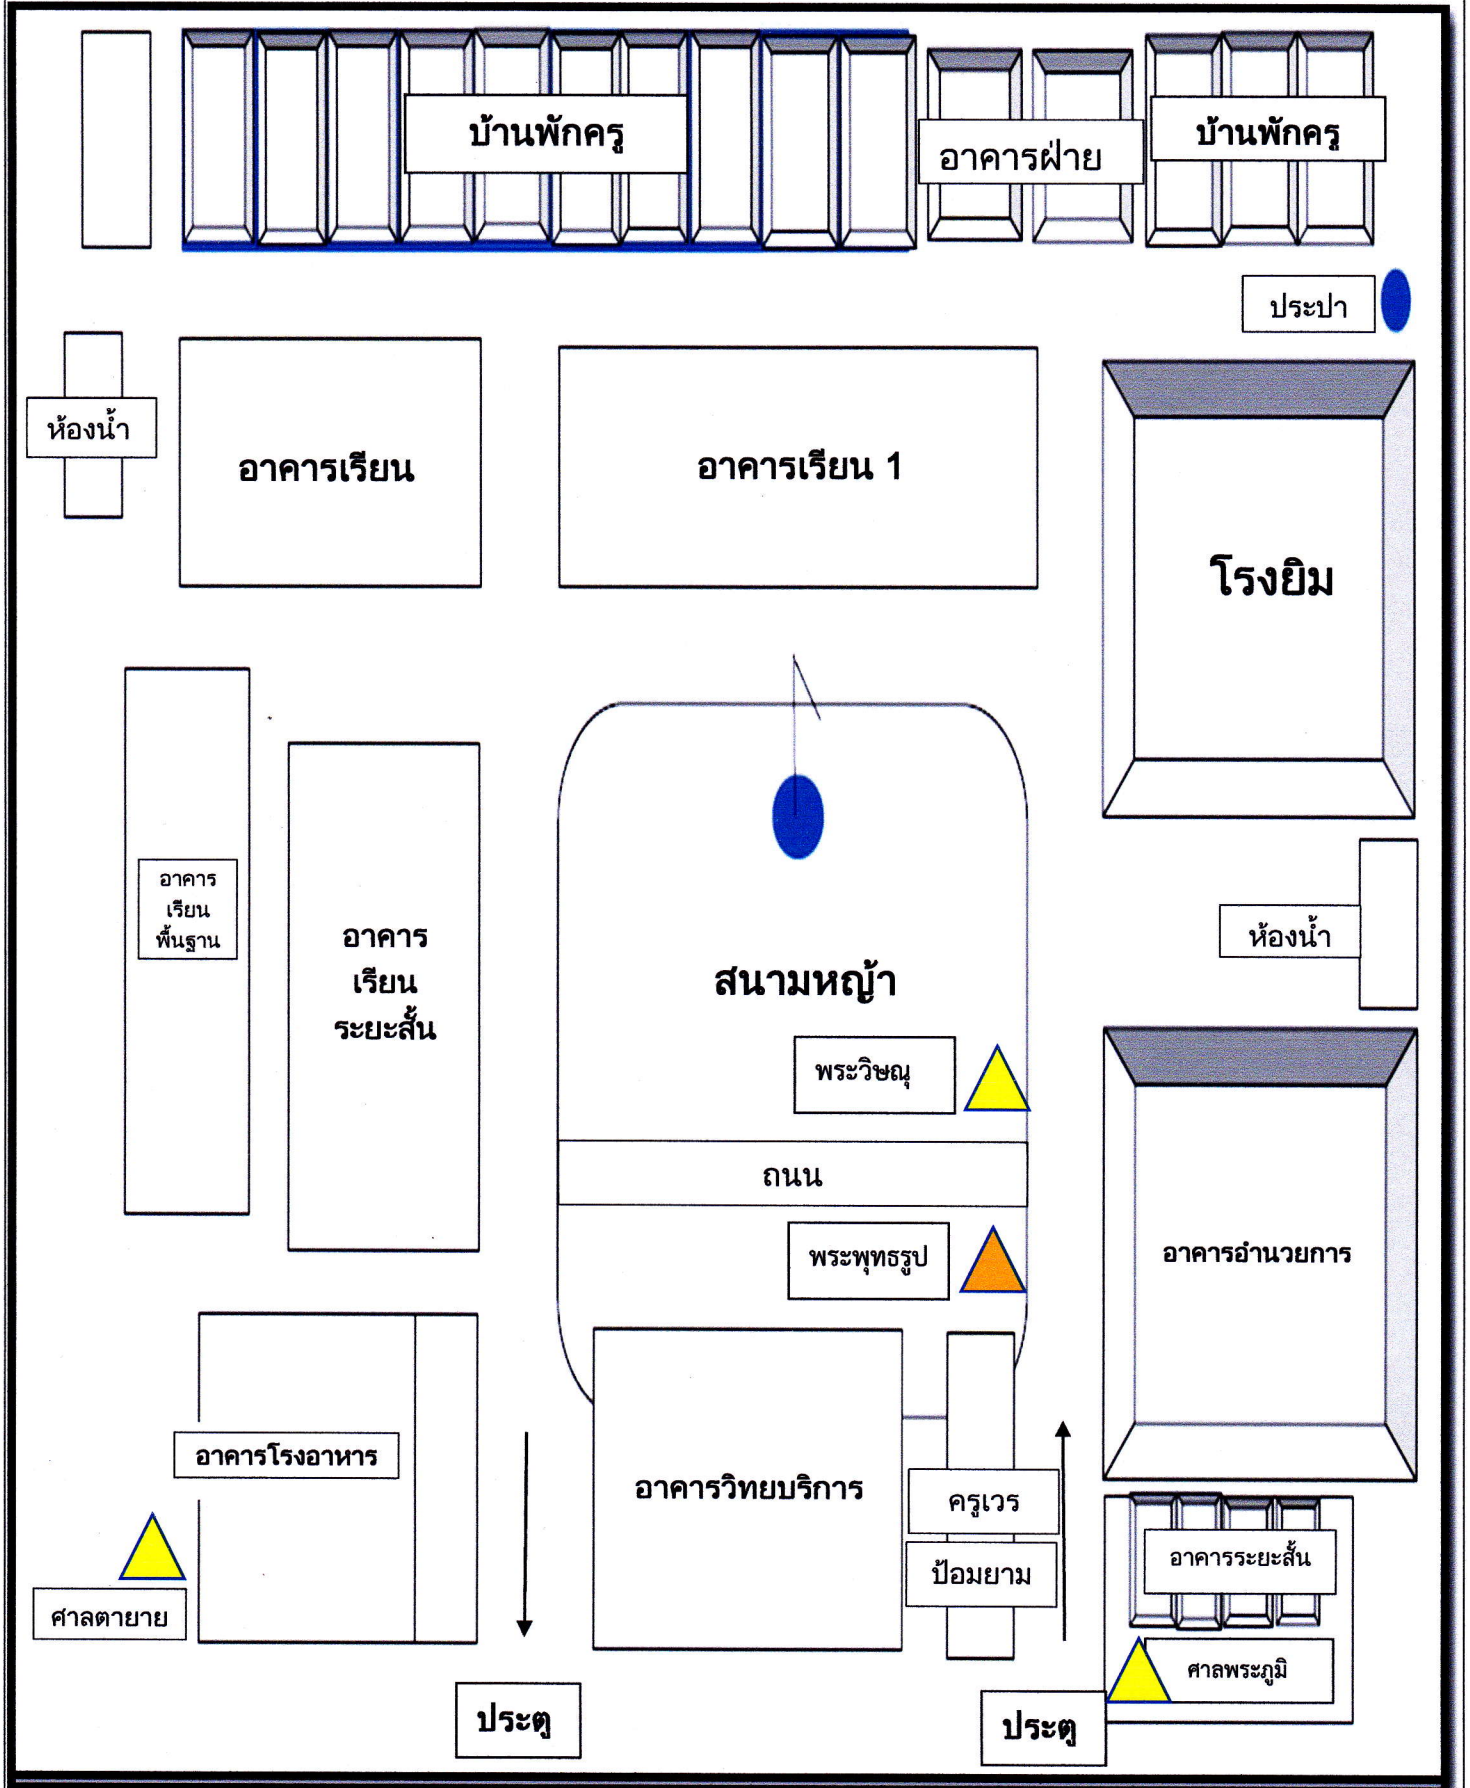 บ้านพักครู
อาคารฝ่าย
บ้านพักครู
ประปา
ห้องน้ำ
อาคารเรียน
อาคารเรียน 1
โรงยิม
อาคาร
เรียน
พื้นฐาน
อาคาร
เรียน
ระยะสั้น
สนามหญ้า
ห้องน้ำ
พระวิษณุ
ถนน
พระพุทธรูป
อาคารอำนวยการ
อาคารโรงอาหาร
อาคารวิทยบริการ
ครูเวร
ป้อมยาม
อาคารระยะสั้น
ศาลตายาย
ศาลพระภูมิ
ประตู
ประตู